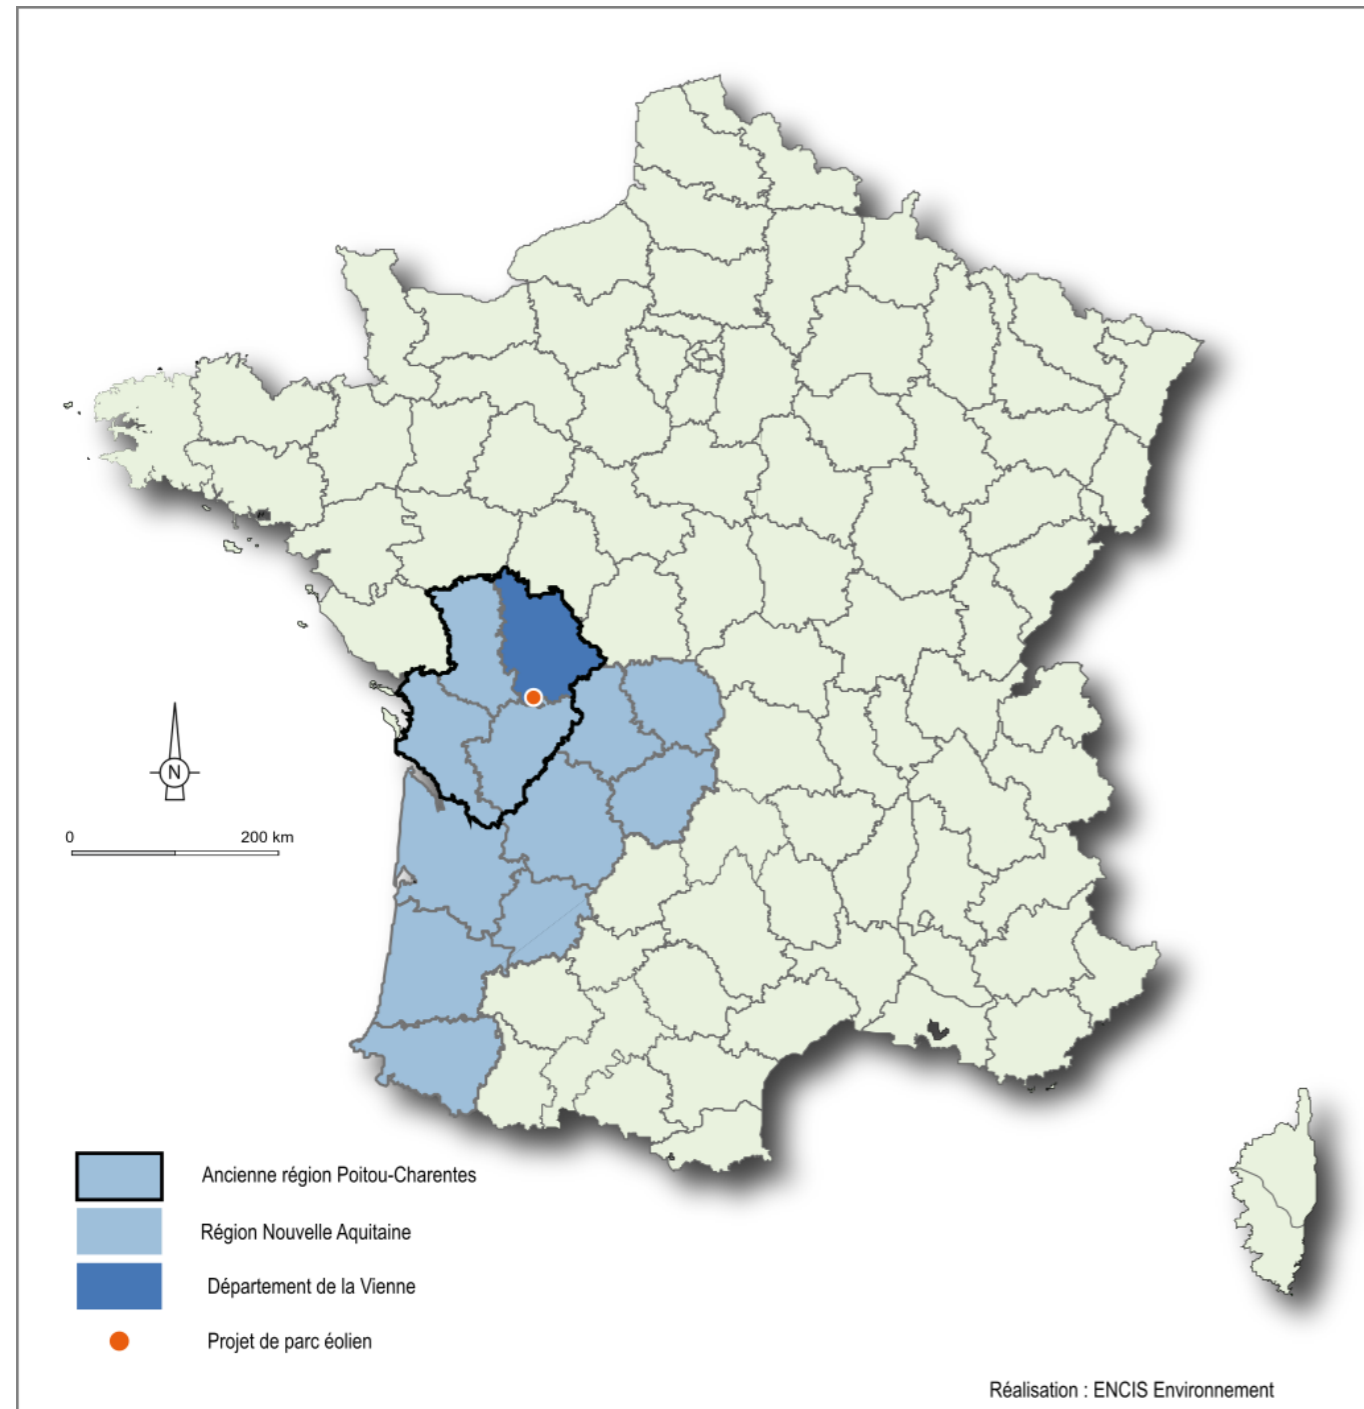 N
0 200 km
Ancienne région Poitou-Charentes
Région Nouvelle Aquitaine
Département de la Vienne
Projet de parc éolien
Réalisation : ENCIS Environnement